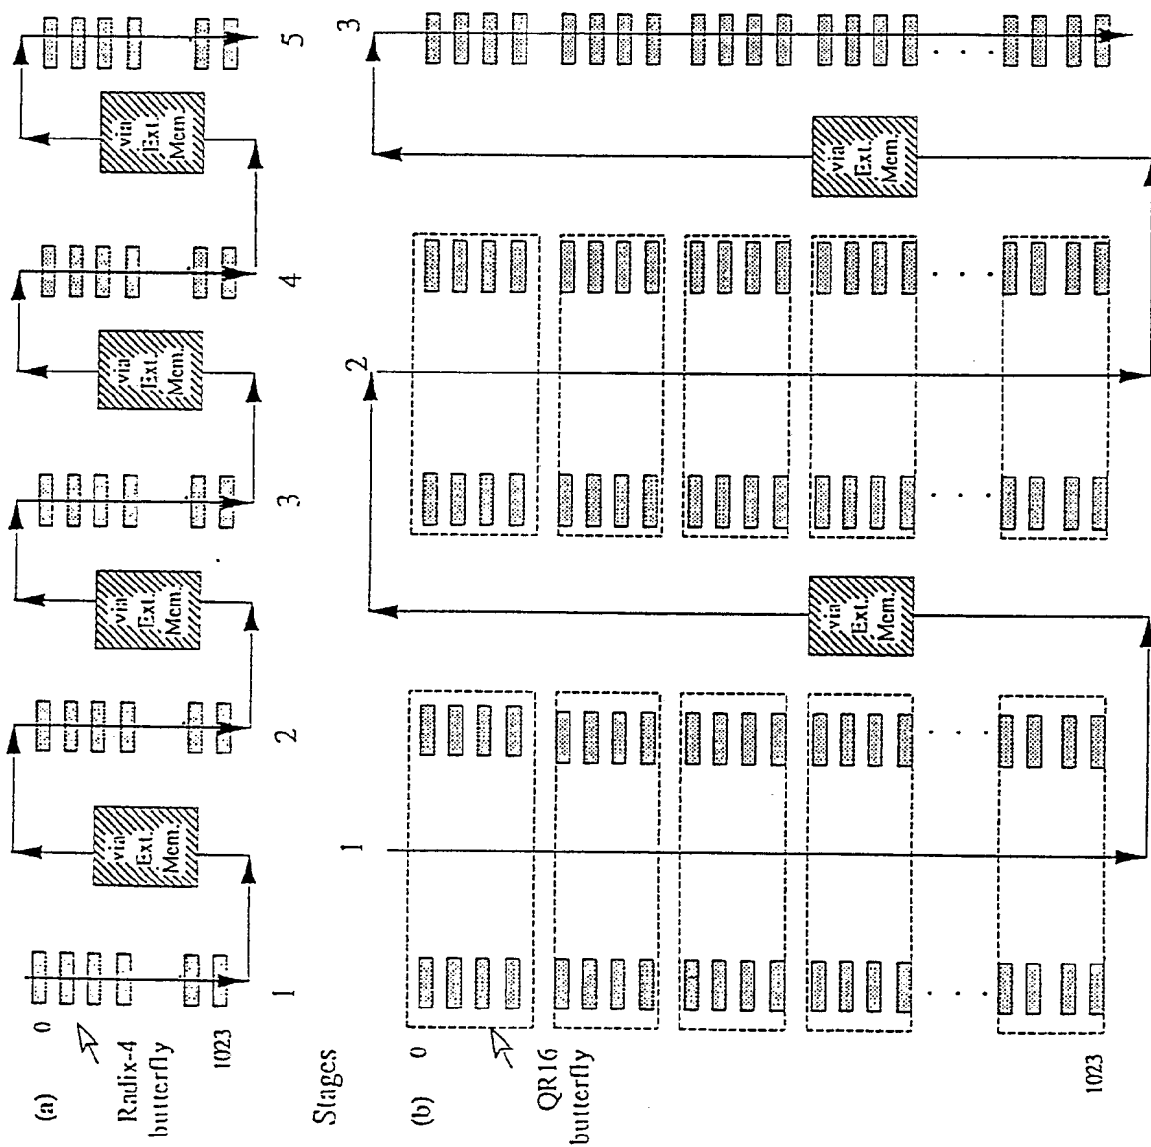 (a)
0
Radix-4
butterfly
1023
via
Ext.
Mem.
via
Ext.
Mem.
via
Ext.
Mem.
via
Ext.
Mem.
Stages
1
2
3
4
5
(b)
0
QR16
butterfly
1023
1
via
Ext.
Mem.
2
via
Ext.
Mem.
3
. . .
. . .
. . .
. . .
. . .